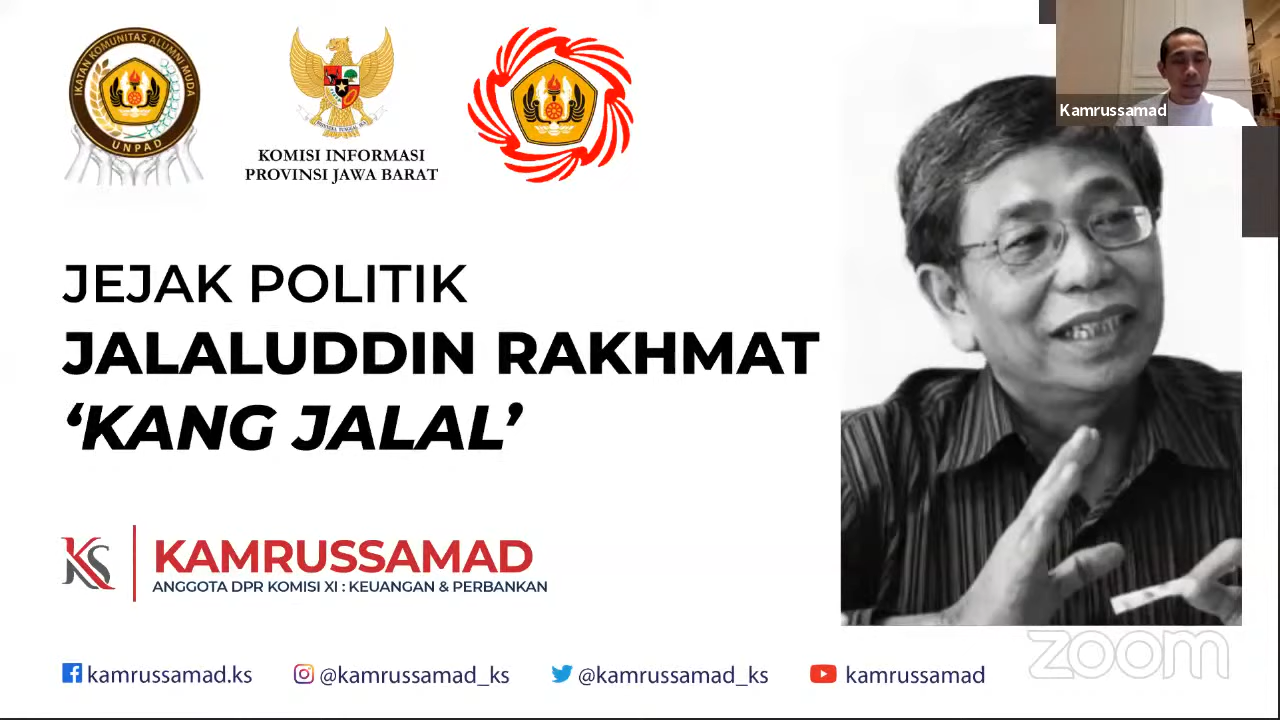 IKATAN KOMUNITAS ALUMNI MUDA
UNPAD
KOMISI INFORMASI
PROVINSI JAWA BARAT
Kamrussamad
JEJAK POLITIK
JALALUDDIN RAKHMAT
‘KANG JALAL’
KS
KAMRUSSAMAD
ANGGOTA DPR KOMISI XI : KEUANGAN & PERBANKAN
kamrussamad.ks
@kamrussamad_ks
@kamrussamad_ks
kamrussamad
zoom